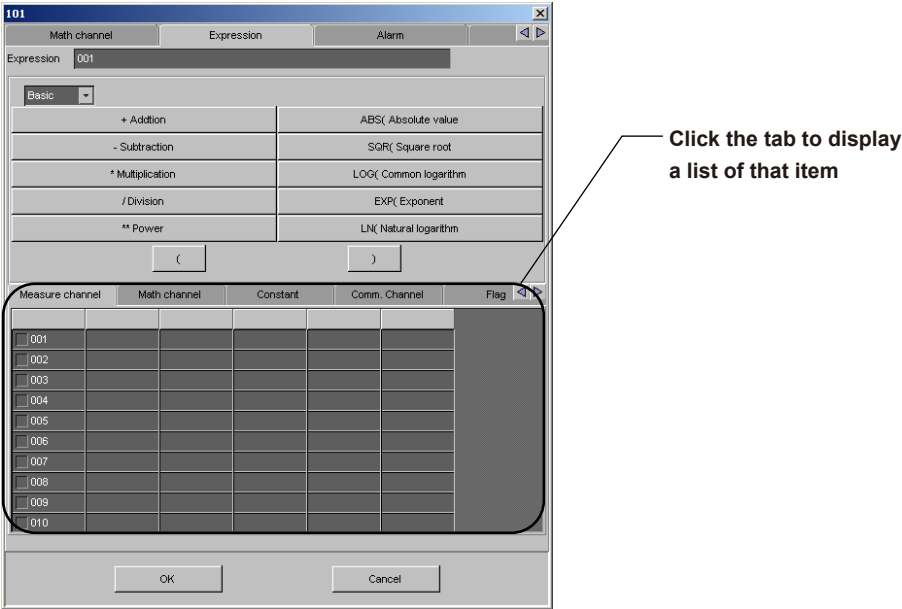 101
Math channel Expression Alarm
Expression 001
Basic
+ Addtion ABS( Absolute value
- Subtraction SQR( Square root
* Multiplication LOG( Common logarithm
/ Division EXP( Exponent
** Power LN( Natural logarithm
( )
Measure channel Math channel Constant Comm. Channel Flag
001
002
003
004
005
006
007
008
009
010
OK Cancel
Click the tab to display
a list of that item